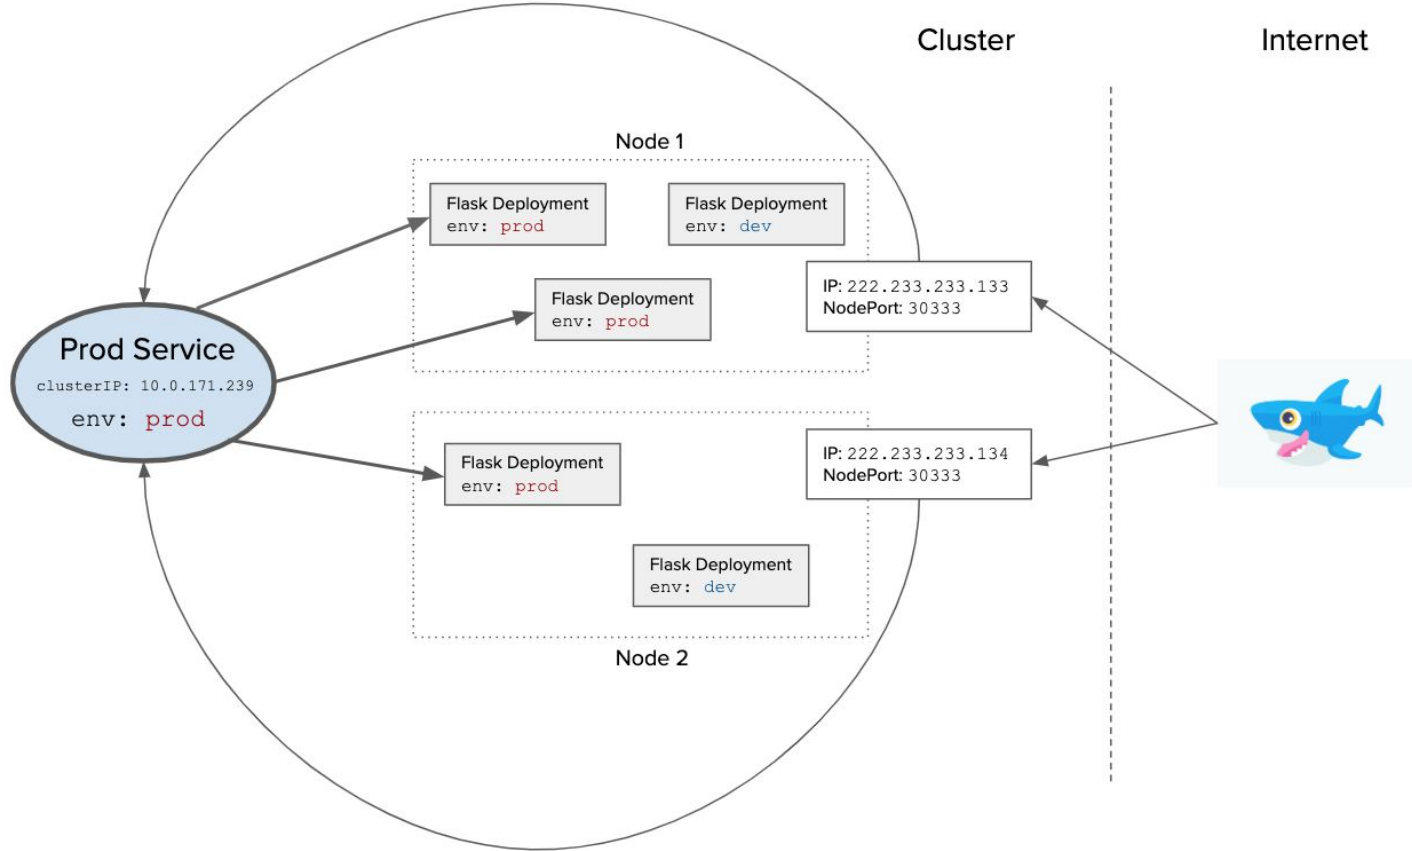 Cluster
Internet
Node 1
Flask Deployment
env: prod
Flask Deployment
env: dev
Flask Deployment
env: prod
IP: 222.233.233.133
NodePort: 30333
Prod Service
clusterIP: 10.0.171.239
env: prod
Flask Deployment
env: prod
IP: 222.233.233.134
NodePort: 30333
Flask Deployment
env: dev
Node 2